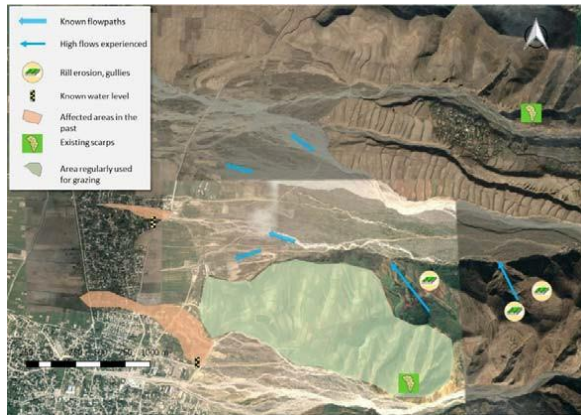 Known flowpaths
High flows experienced
Rill erosion, gullies
Known water level
Affected areas in the
past
Existing scarps
Area regularly used
for grazing